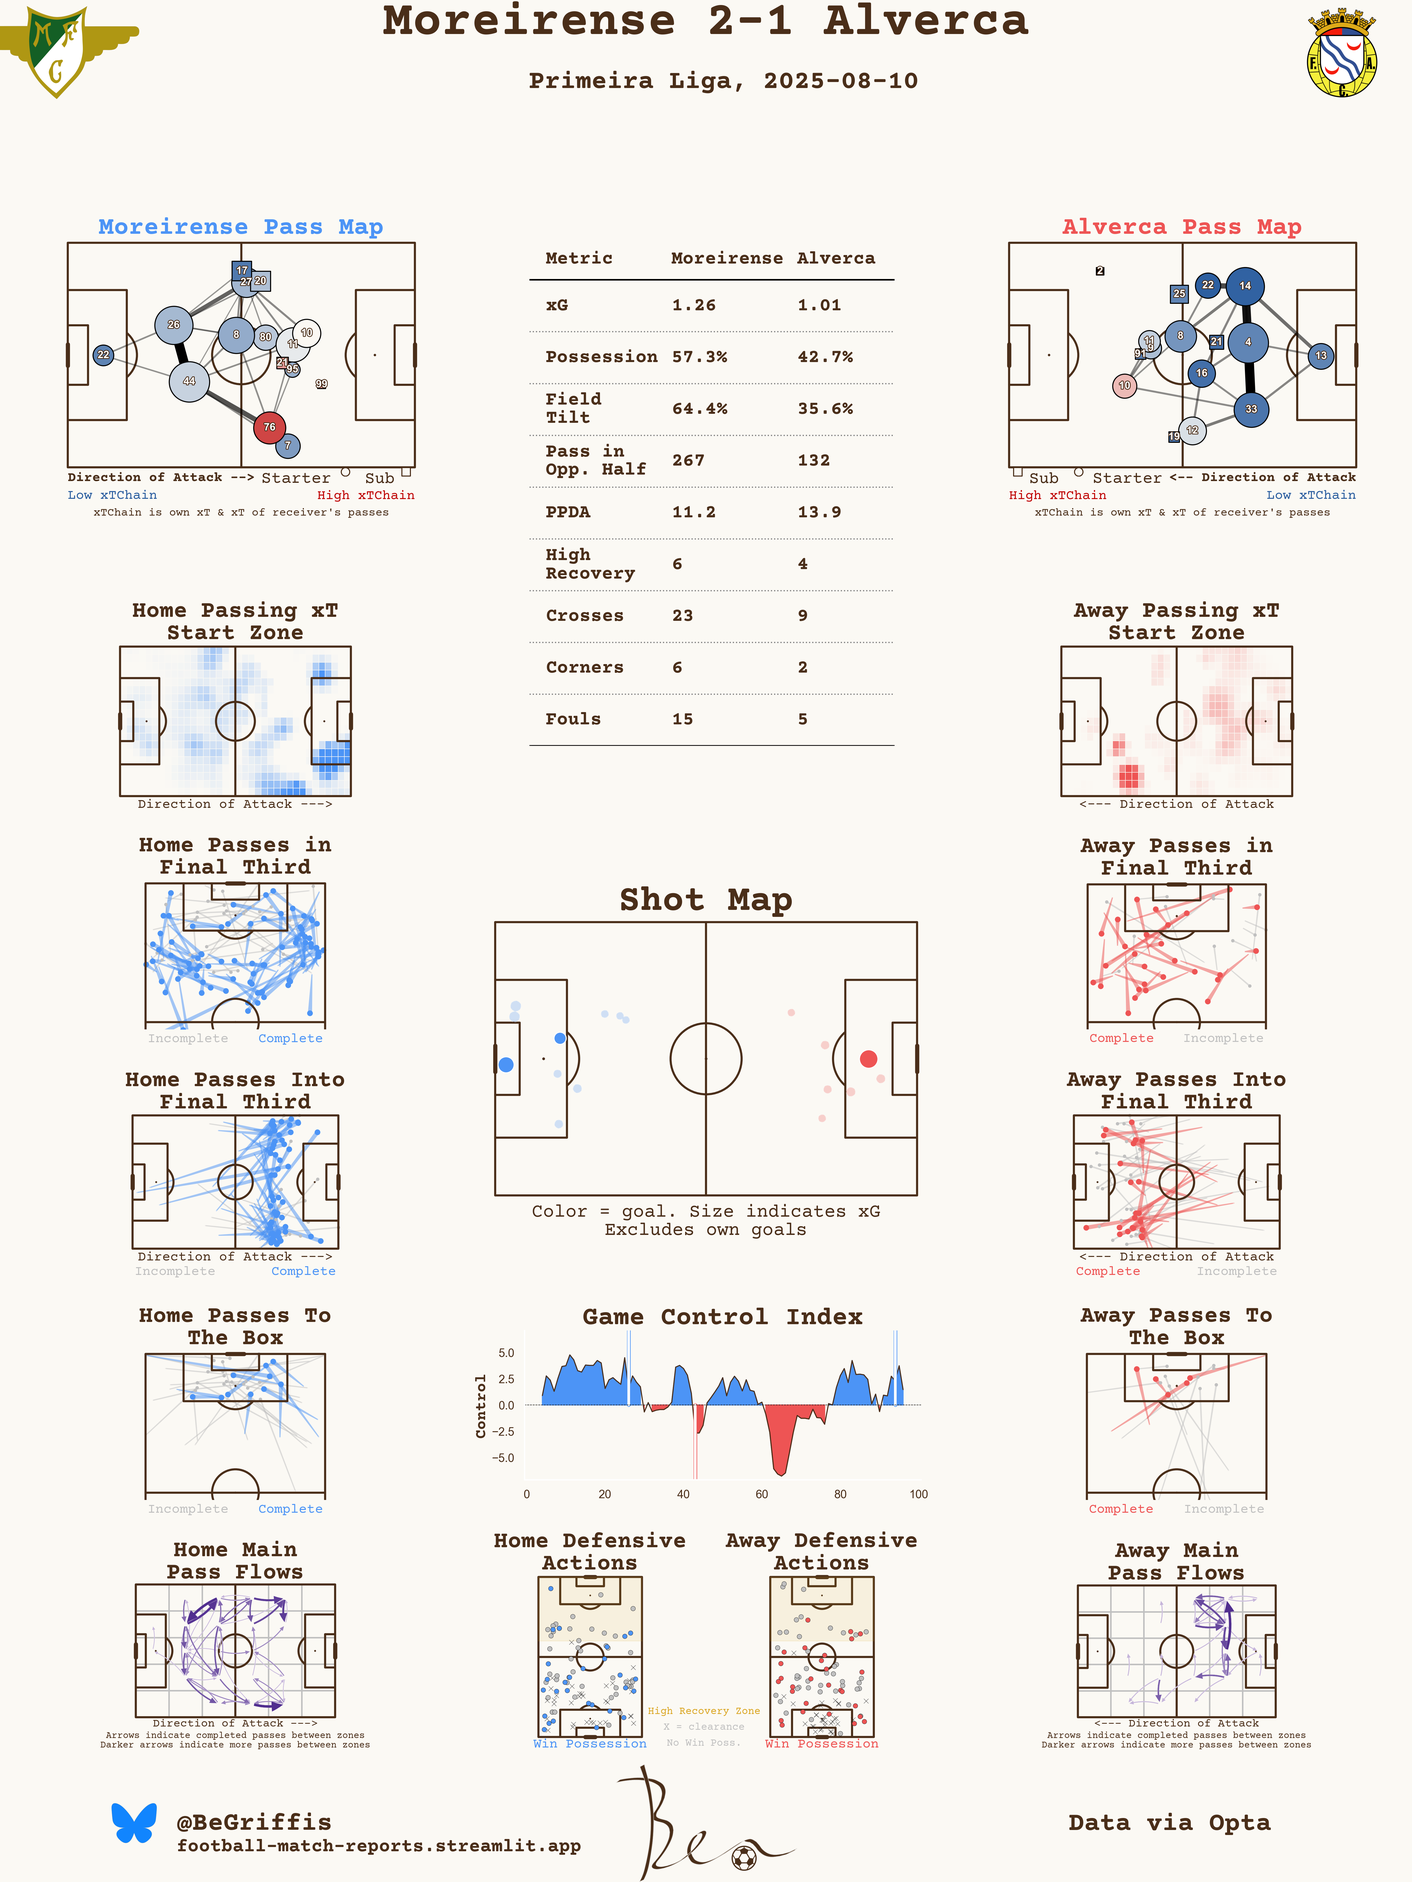 Moreirense 2-1 Alverca
Primeira Liga, 2025-08-10
M F C
F. A. C.
Moreirense Pass Map
17
27
20
26
8
80
11
10
22
21
95
44
99
76
7
Direction of Attack --> Starter Sub
Low xTChain High xTChain
xTChain is own xT & xT of receiver's passes
Metric Moreirense Alverca
xG 1.26 1.01
Possession 57.3% 42.7%
Field
Tilt 64.4% 35.6%
Pass in
Opp. Half 267 132
PPDA 11.2 13.9
High
Recovery 6 4
Crosses 23 9
Corners 6 2
Fouls 15 5
Alverca Pass Map
2
25
22
14
8
11
9
91
21
4
13
16
10
33
12
19
Sub Starter <-- Direction of Attack
High xTChain Low xTChain
xTChain is own xT & xT of receiver's passes
Home Passing xT
Start Zone
Direction of Attack --->
Away Passing xT
Start Zone
<--- Direction of Attack
Home Passes in
Final Third
Incomplete Complete
Away Passes in
Final Third
Complete Incomplete
Shot Map
Color = goal. Size indicates xG
Excludes own goals
Home Passes Into
Final Third
Direction of Attack --->
Incomplete Complete
Away Passes Into
Final Third
<--- Direction of Attack
Complete Incomplete
Home Passes To
The Box
Incomplete Complete
Game Control Index
Control
5.0
2.5
0.0
−2.5
−5.0
0 20 40 60 80 100
Away Passes To
The Box
Complete Incomplete
Home Main
Pass Flows
Direction of Attack --->
Arrows indicate completed passes between zones
Darker arrows indicate more passes between zones
Home Defensive
Actions
Win Possession
Away Defensive
Actions
Win Possession
High Recovery Zone
X = clearance
No Win Poss.
Away Main
Pass Flows
<--- Direction of Attack
Arrows indicate completed passes between zones
Darker arrows indicate more passes between zones
@BeGriffis
football-match-reports.streamlit.app
Ben
Data via Opta